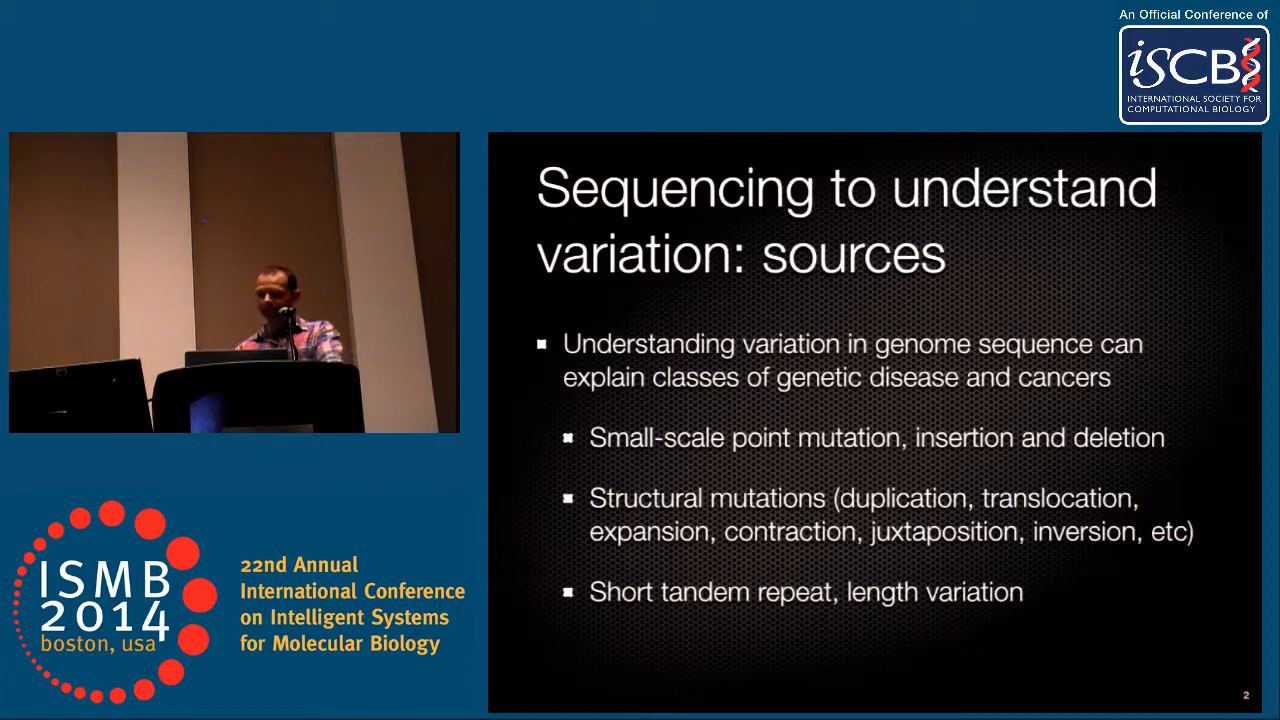 An Official Conference of
iSCB
INTERNATIONAL SOCIETY FOR
COMPUTATIONAL BIOLOGY
Sequencing to understand
variation: sources
Understanding variation in genome sequence can
explain classes of genetic disease and cancers
Small-scale point mutation, insertion and deletion
Structural mutations (duplication, translocation,
expansion, contraction, juxtaposition, inversion, etc)
Short tandem repeat, length variation
2
ISMB
2014
boston, usa
22nd Annual
International Conference
on Intelligent Systems
for Molecular Biology